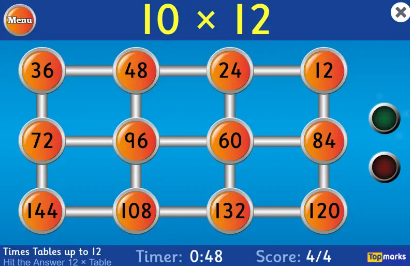 Menu
10 × 12
36 48 24 12
72 96 60 84
144 108 132 120
Times Tables up to 12
Hit the Answer 12 × Table
Timer: 0:48
Score: 4/4
Topmarks